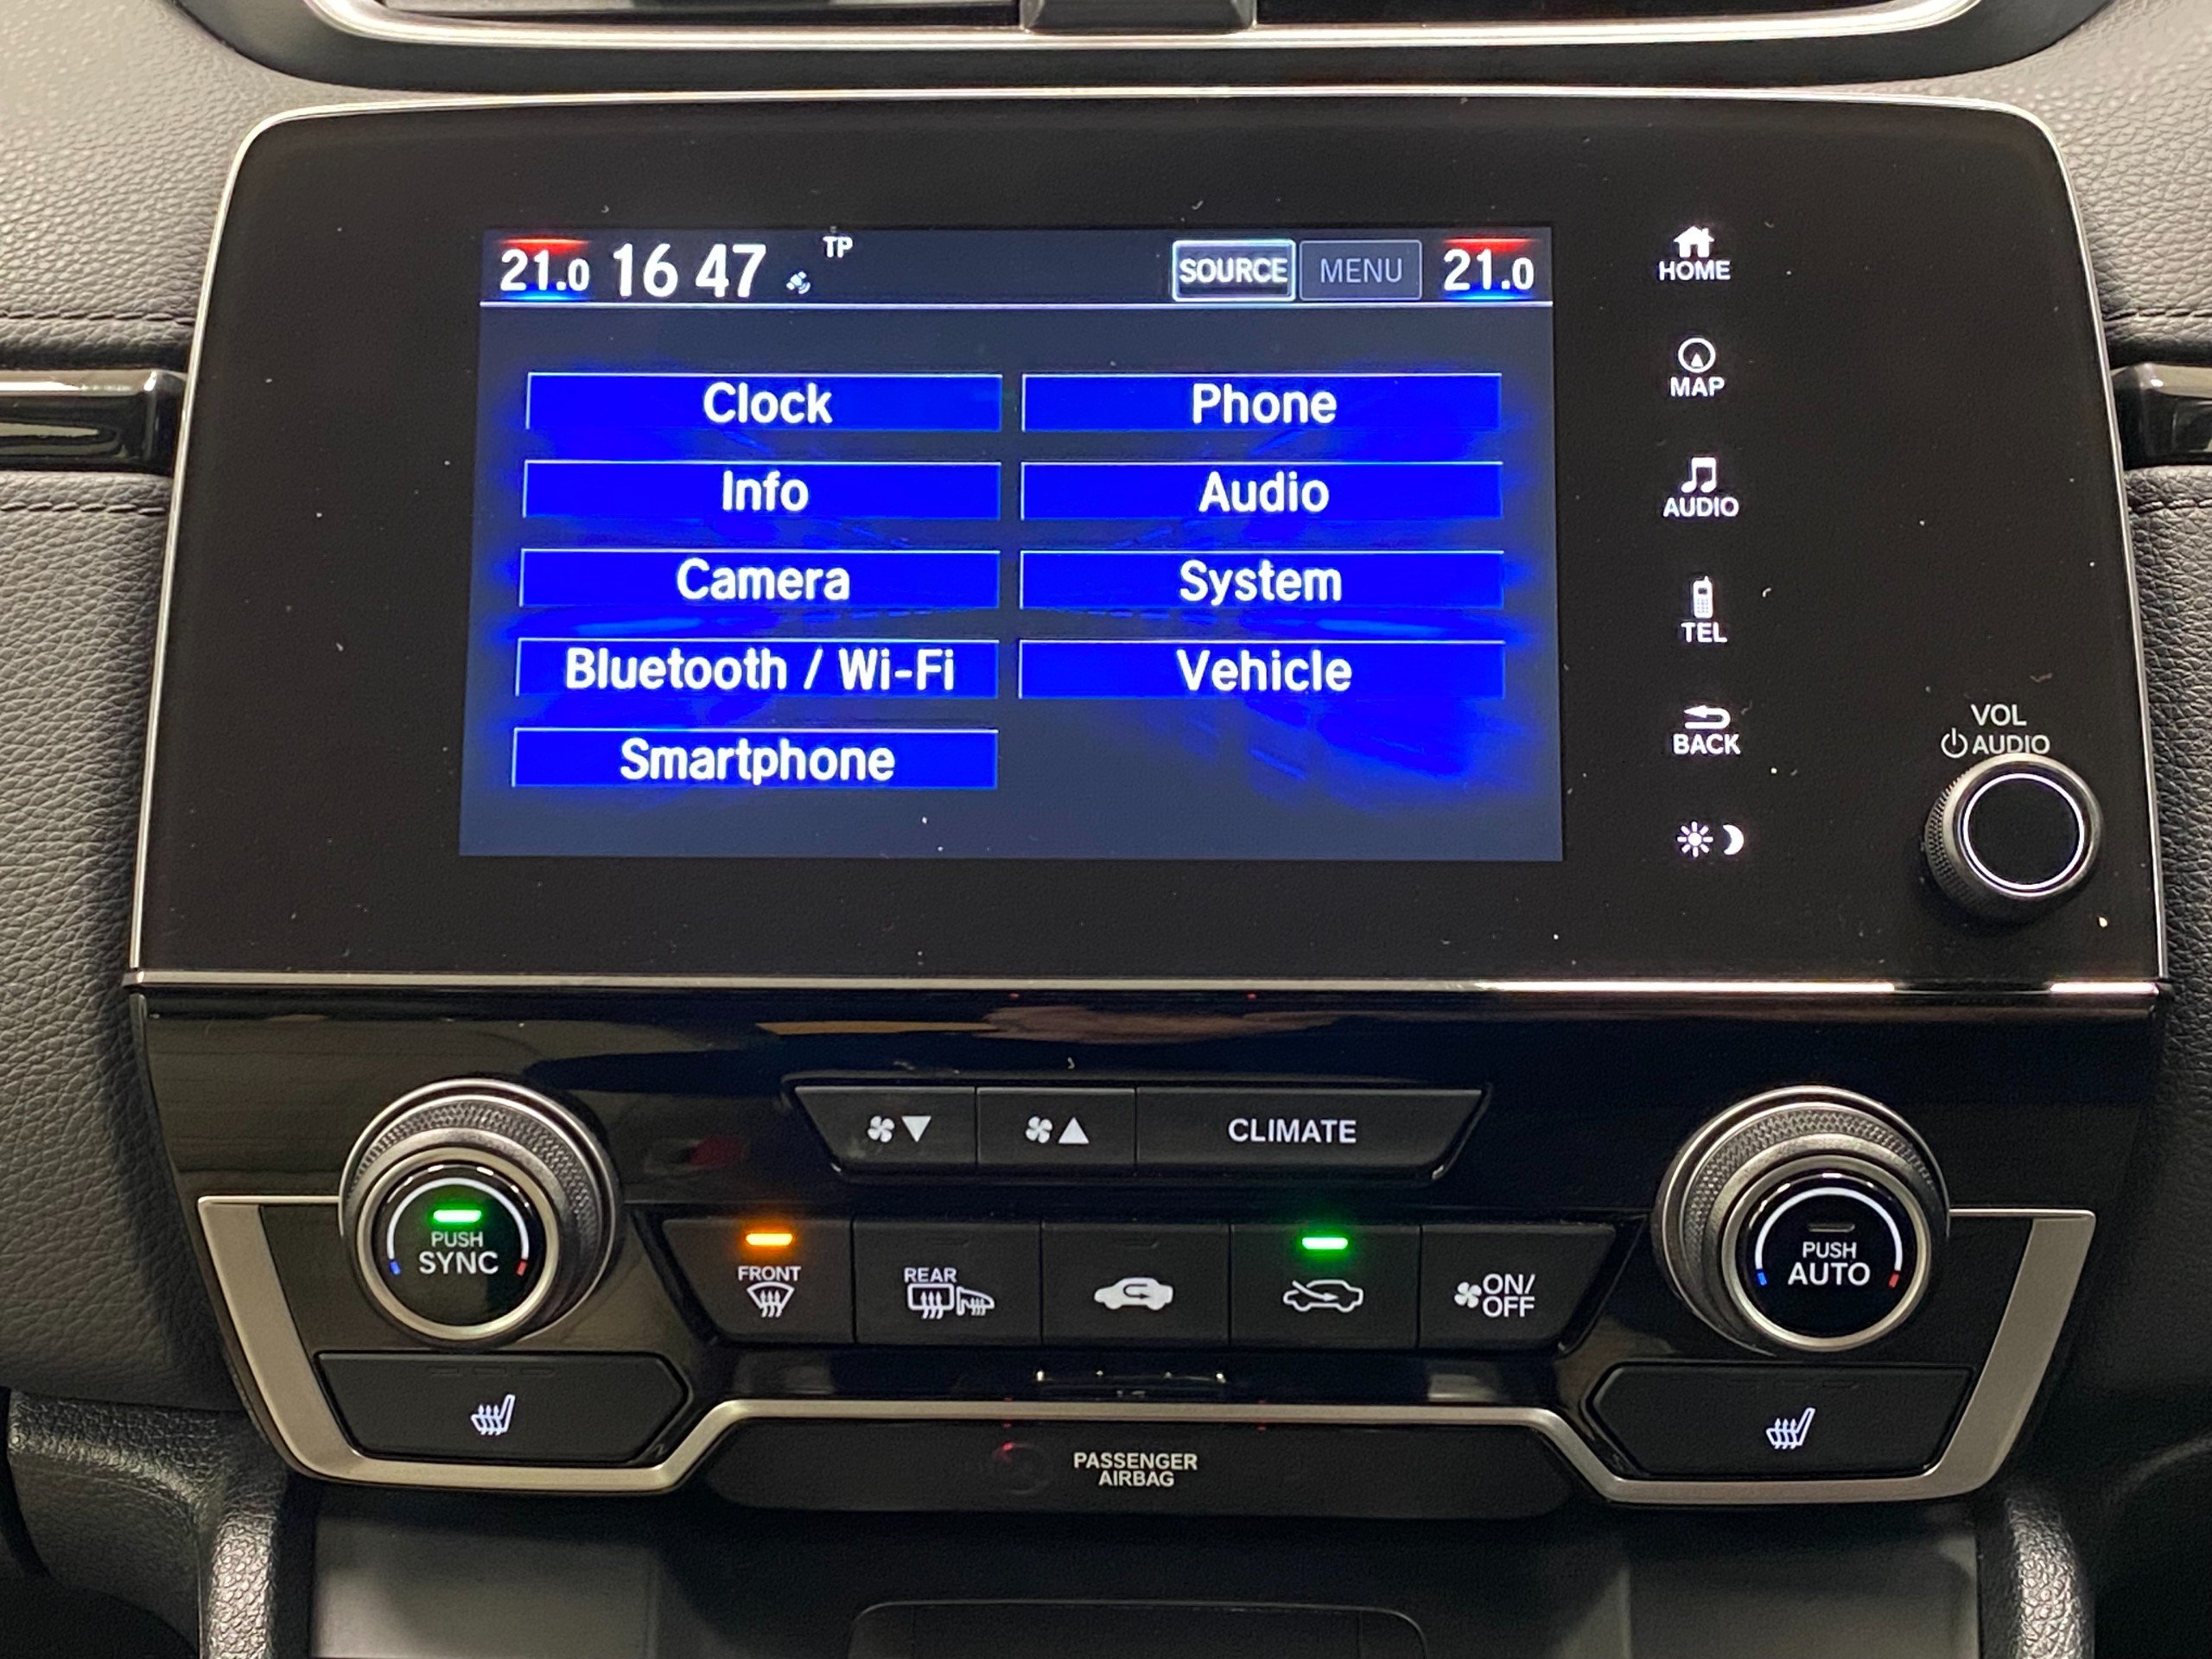 21.0 16 47 TP SOURCE MENU 21.0
HOME
MAP
AUDIO
TEL
BACK
Clock Phone
Info Audio
Camera System
Bluetooth / Wi-Fi Vehicle
Smartphone
VOL
AUDIO
CLIMATE
PUSH
SYNC
FRONT
REAR
ON/
OFF
PUSH
AUTO
PASSENGER
AIRBAG